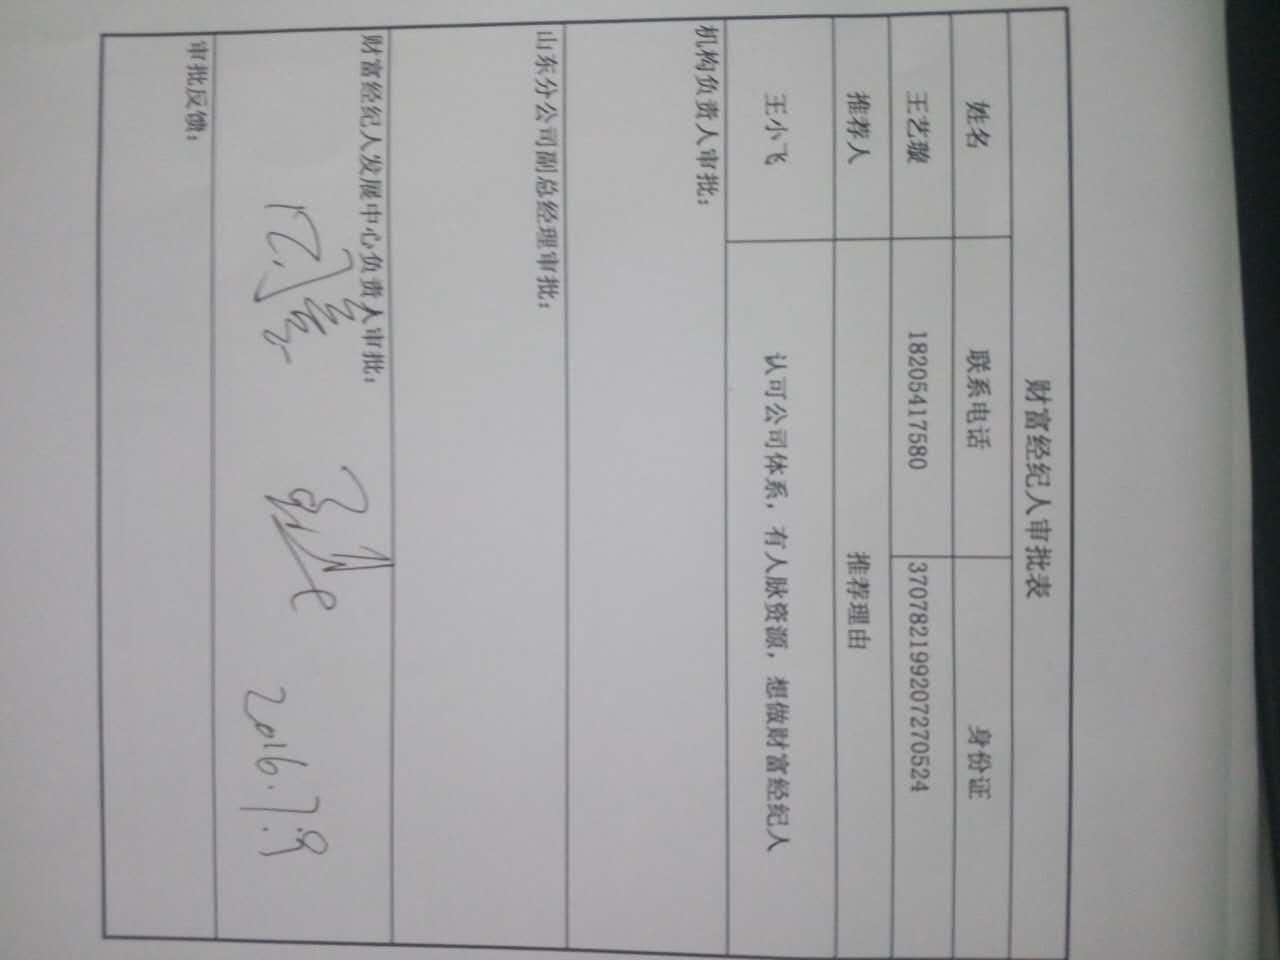 财富经纪人审批表
姓名 联系电话 身份证
王艺璇 18205417580 370782199207270524
推荐人 推荐理由
王小飞 认可公司体系，有人脉资源，想做财富经纪人
机构负责人审批：
山东分公司副总经理审批：
财富经纪人发展中心负责人审批：
同意 2016.7.9
审批反馈：